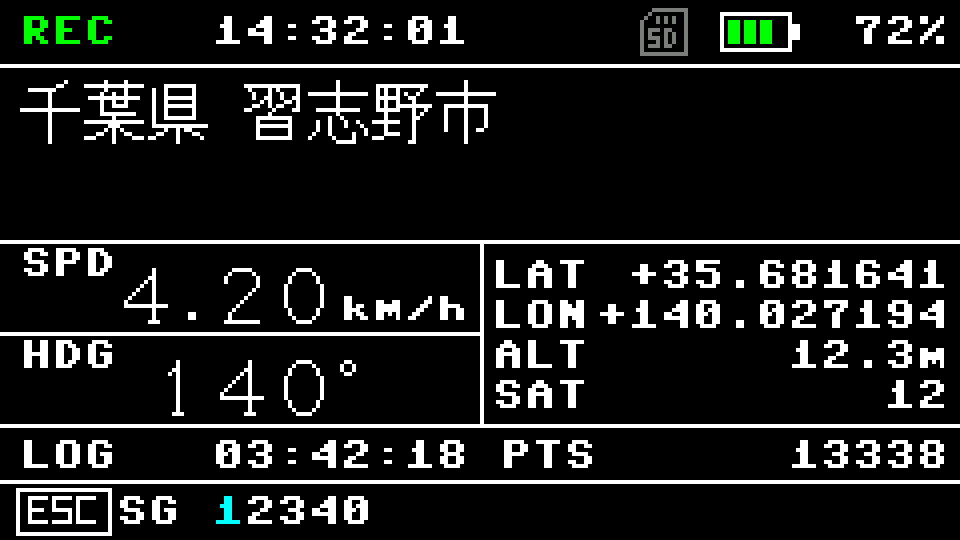 REC 14:32:01 SD 72%
千葉県 習志野市
SPD 4.20 km/h
HDG 140°
LAT +35.681641
LON +140.027194
ALT 12.3m
SAT 12
LOG 03:42:18 PTS 13338
ESC SG 12340